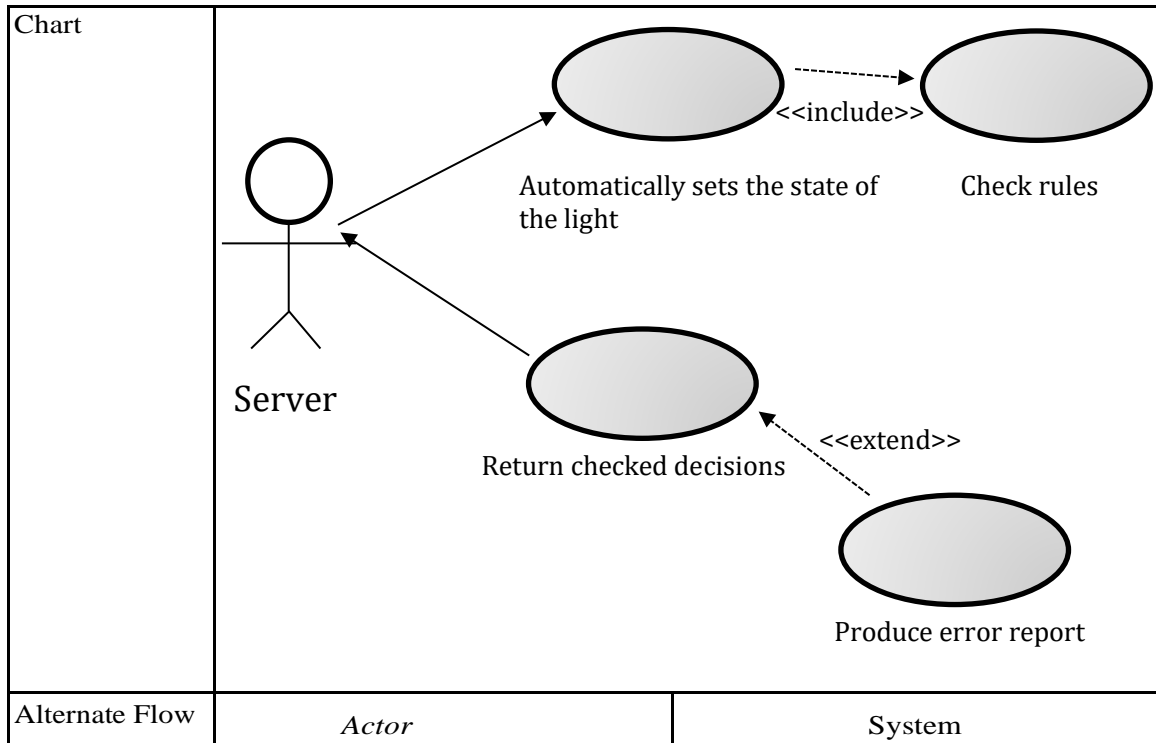 Chart
<<include>>
Automatically sets the state of
the light
Check rules
Server
<<extend>>
Return checked decisions
Produce error report
Alternate Flow
Actor
System